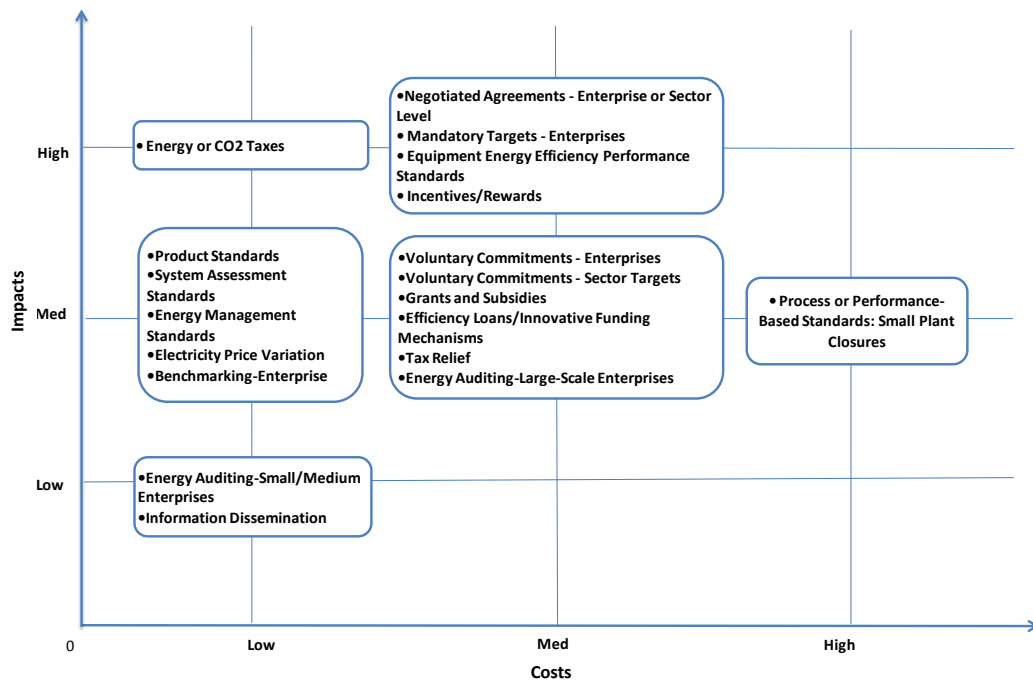 • Negotiated Agreements - Enterprise or Sector
Level
• Mandatory Targets - Enterprises
• Equipment Energy Efficiency Performance
Standards
• Incentives/Rewards
• Energy or CO2 Taxes
High
• Product Standards
• System Assessment
Standards
• Energy Management
Standards
• Electricity Price Variation
• Benchmarking-Enterprise
• Voluntary Commitments - Enterprises
• Voluntary Commitments - Sector Targets
• Grants and Subsidies
• Efficiency Loans/Innovative Funding
Mechanisms
• Tax Relief
• Energy Auditing-Large-Scale Enterprises
• Process or Performance-
Based Standards: Small Plant
Closures
Impacts
Med
Low
• Energy Auditing-Small/Medium
Enterprises
• Information Dissemination
0
Low
Med
High
Costs